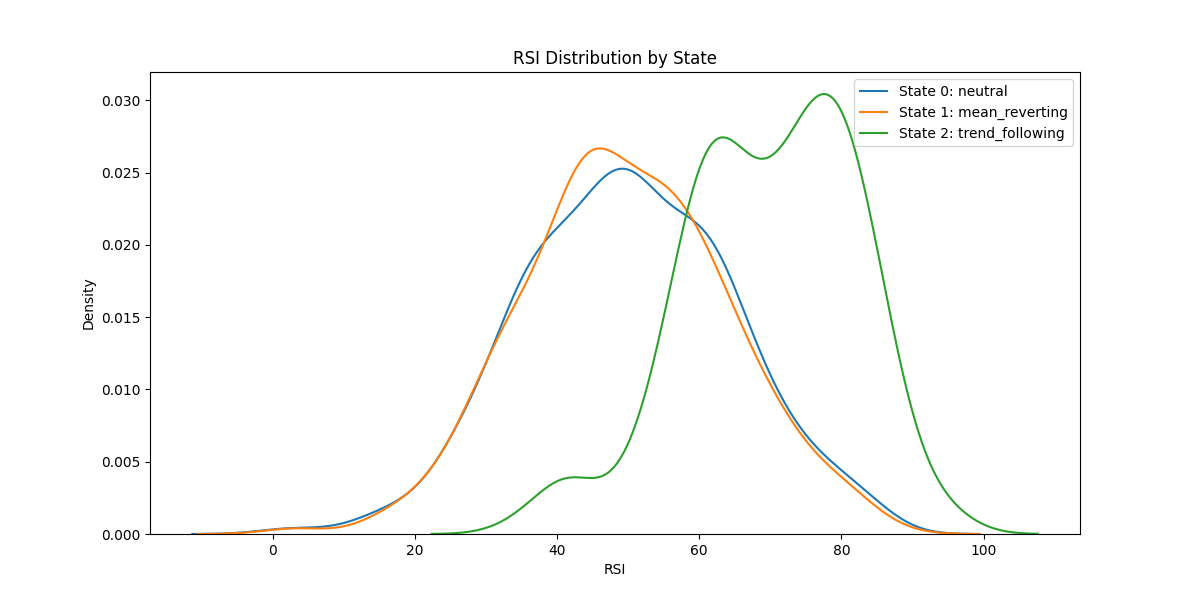 RSI Distribution by State
State 0: neutral
State 1: mean_reverting
State 2: trend_following
Density
0.030
0.025
0.020
0.015
0.010
0.005
0.000
0 20 40 60 80 100
RSI